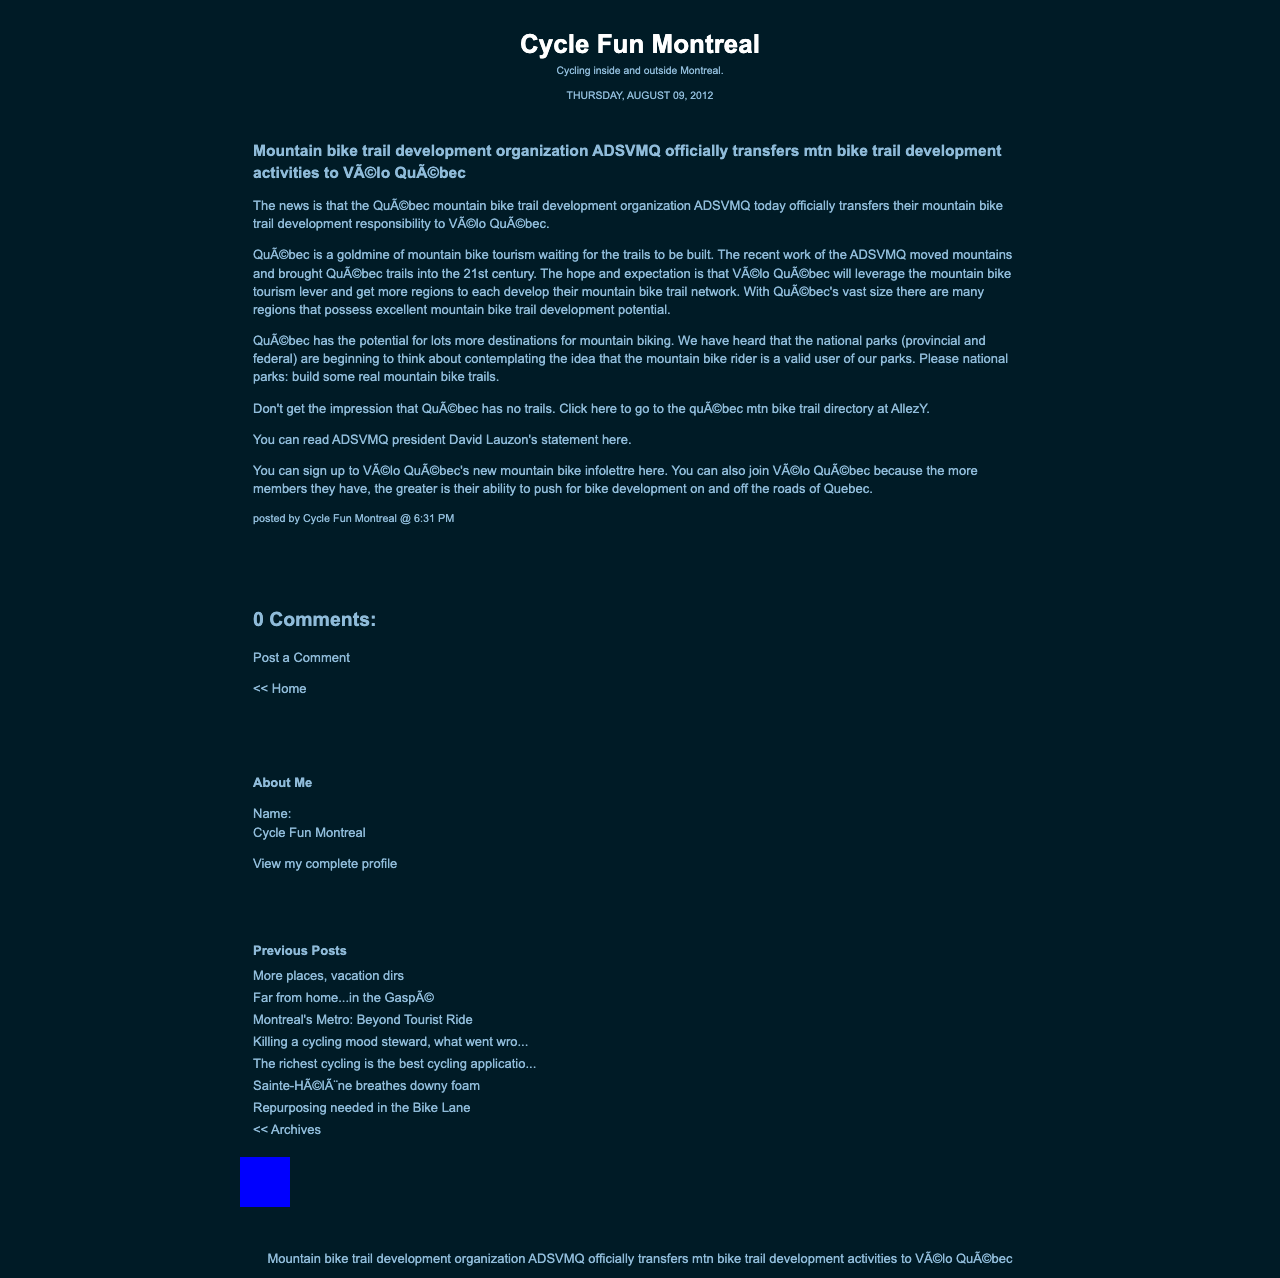 Cycle Fun Montreal
Cycling inside and outside Montreal.
THURSDAY, AUGUST 09, 2012
Mountain bike trail development organization ADSVMQ officially transfers mtn bike trail development
activities to VÃ©lo QuÃ©bec
The news is that the QuÃ©bec mountain bike trail development organization ADSVMQ today officially transfers their mountain bike
trail development responsibility to VÃ©lo QuÃ©bec.
QuÃ©bec is a goldmine of mountain bike tourism waiting for the trails to be built. The recent work of the ADSVMQ moved mountains
and brought QuÃ©bec trails into the 21st century. The hope and expectation is that VÃ©lo QuÃ©bec will leverage the mountain bike
tourism lever and get more regions to each develop their mountain bike trail network. With QuÃ©bec's vast size there are many
regions that possess excellent mountain bike trail development potential.
QuÃ©bec has the potential for lots more destinations for mountain biking. We have heard that the national parks (provincial and
federal) are beginning to think about contemplating the idea that the mountain bike rider is a valid user of our parks. Please national
parks: build some real mountain bike trails.
Don't get the impression that QuÃ©bec has no trails. Click here to go to the quÃ©bec mtn bike trail directory at AllezY.
You can read ADSVMQ president David Lauzon's statement here.
You can sign up to VÃ©lo QuÃ©bec's new mountain bike infolettre here. You can also join VÃ©lo QuÃ©bec because the more
members they have, the greater is their ability to push for bike development on and off the roads of Quebec.
posted by Cycle Fun Montreal @ 6:31 PM
0 Comments:
Post a Comment
<< Home
About Me
Name:
Cycle Fun Montreal
View my complete profile
Previous Posts
More places, vacation dirs
Far from home...in the GaspÃ©
Montreal's Metro: Beyond Tourist Ride
Killing a cycling mood steward, what went wro...
The richest cycling is the best cycling applicatio...
Sainte-HÃ©lÃ¨ne breathes downy foam
Repurposing needed in the Bike Lane
<< Archives
Mountain bike trail development organization ADSVMQ officially transfers mtn bike trail development activities to VÃ©lo QuÃ©bec